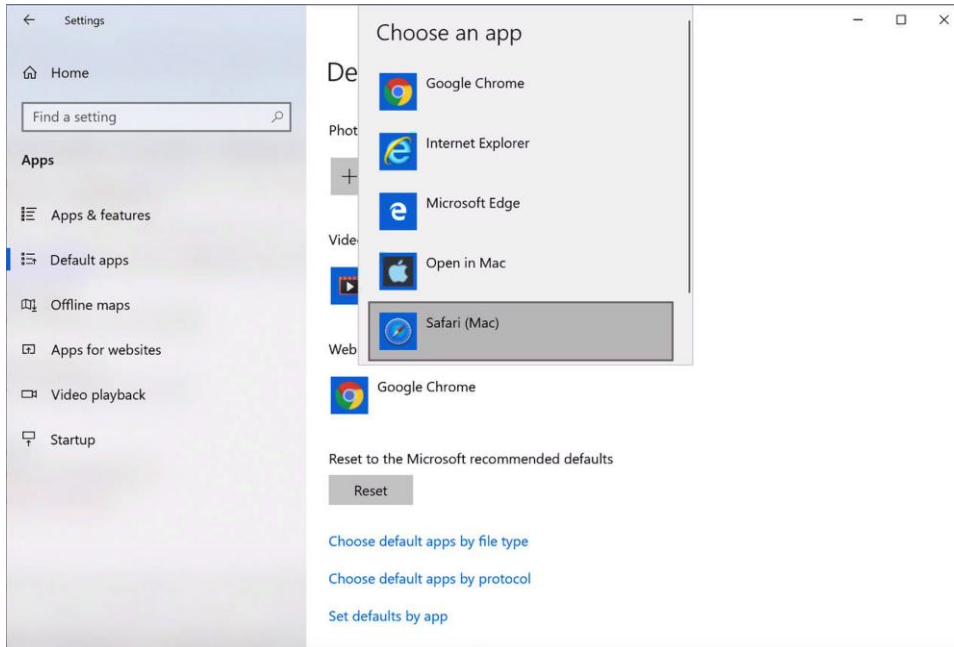 Settings
Home
Find a setting
Apps
Apps & features
Default apps
Offline maps
Apps for websites
Video playback
Startup
Choose an app
Google Chrome
Internet Explorer
Microsoft Edge
Open in Mac
Safari (Mac)
De
Phot
Vide
Web
Google Chrome
Reset to the Microsoft recommended defaults
Reset
Choose default apps by file type
Choose default apps by protocol
Set defaults by app